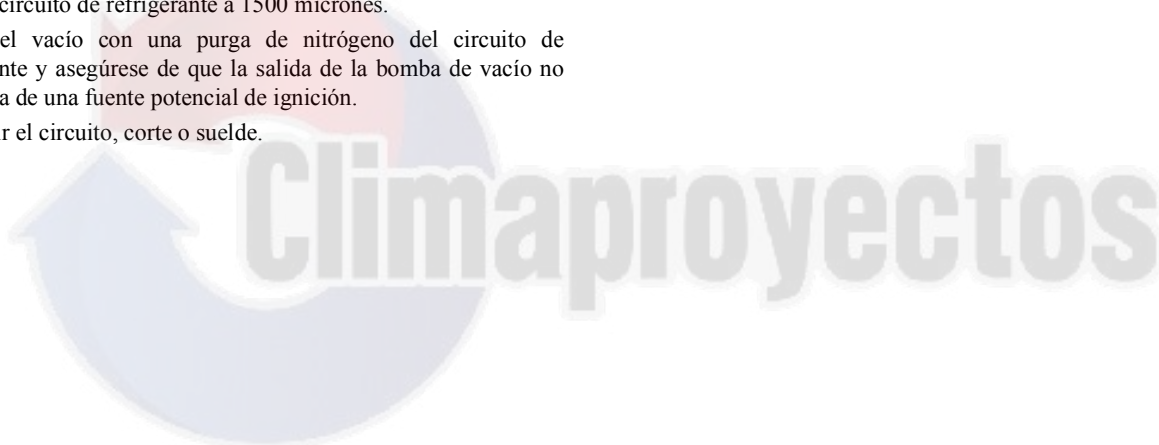 circuito de refrigerante a 1500 micrones.
el vacío con una purga de nitrógeno del circuito de
nte y asegúrese de que la salida de la bomba de vacío no
a de una fuente potencial de ignición.
r el circuito, corte o suelde.
Climaproyectos